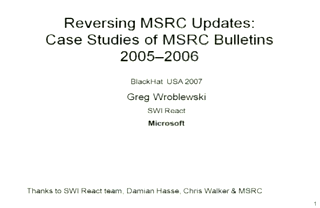 Reversing MSRC Updates:
Case Studies of MSRC Bulletins
2005–2006
BlackHat USA 2007
Greg Wroblewski
SWI React
Microsoft
Thanks to SWI React team, Damian Hasse, Chris Walker & MSRC
1